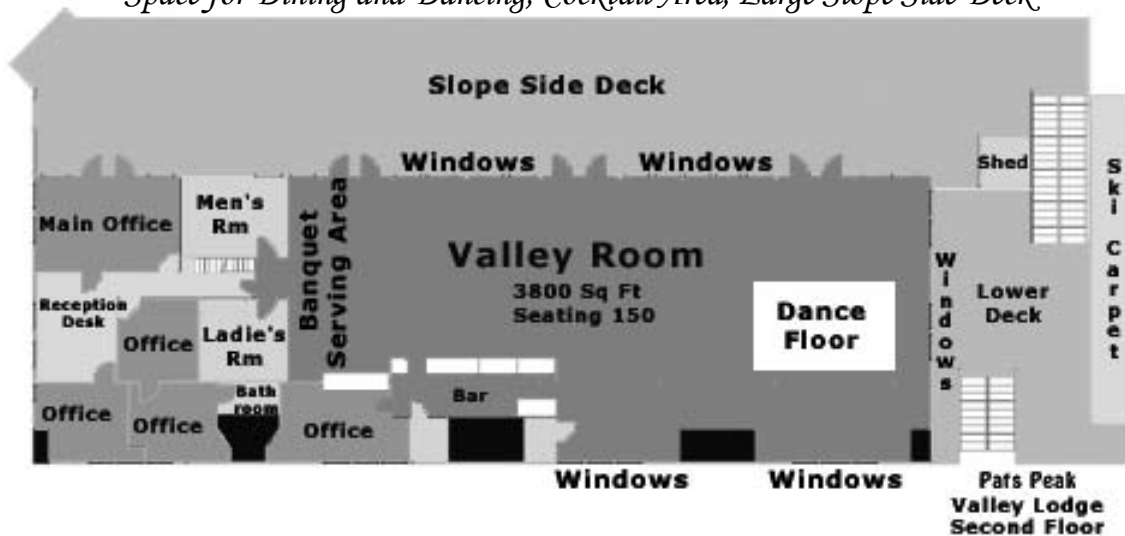 Space for Dining and Dancing, Cocktail Area, Large Slope Side Deck
Slope Side Deck
Windows
Windows
Shed
Ski Carpet
Men's
Rm
Main Office
Banquet
Serving Area
Valley Room
3800 Sq Ft
Seating 150
Dance
Floor
Windows
Lower
Deck
Reception
Desk
Office
Ladie's
Rm
Bath
room
Bar
Office
Office
Office
Windows
Windows
Pats Peak
Valley Lodge
Second Floor